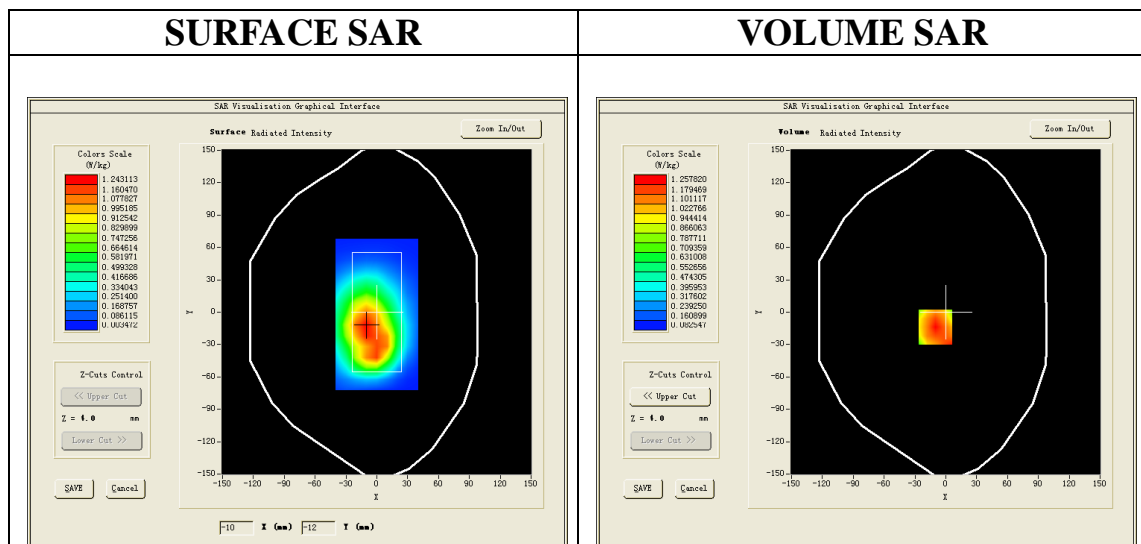 SURFACE SAR
VOLUME SAR
SAR Visualisation Graphical Interface
Surface Radiated Intensity
Zoom In/Out
Colors Scale
(W/kg)
1.243113
1.160470
1.077827
0.995185
0.912542
0.829899
0.747256
0.664614
0.581971
0.499328
0.416686
0.334043
0.251400
0.168757
0.086115
0.003472
150
120
90
60
30
0
-30
-60
-90
-120
-150
Y
-150 -120 -90 -60 -30 0 30 60 90 120 150
X
Z-Cuts Control
<< Upper Cut
Z = 4.0 mm
Lower Cut >>
SAVE Cancel
-10 X (mm) -12 Y (mm)
SAR Visualisation Graphical Interface
Volume Radiated Intensity
Zoom In/Out
Colors Scale
(W/kg)
1.257820
1.179469
1.101117
1.022766
0.944414
0.866063
0.787711
0.709359
0.631008
0.552656
0.474305
0.395953
0.317602
0.239250
0.160899
0.082547
150
120
90
60
30
0
-30
-60
-90
-120
-150
Y
-150 -120 -90 -60 -30 0 30 60 90 120 150
X
Z-Cuts Control
<< Upper Cut
Z = 4.0 mm
Lower Cut >>
SAVE Cancel